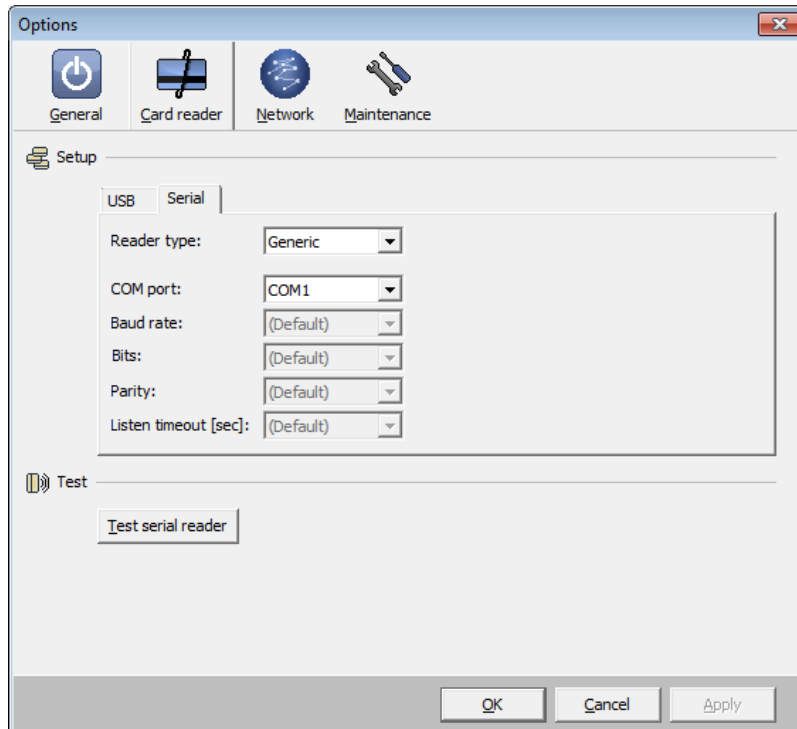 Options
General Card reader Network Maintenance
Setup
USB Serial
Reader type: Generic
COM port: COM1
Baud rate: (Default)
Bits: (Default)
Parity: (Default)
Listen timeout [sec]: (Default)
Test
Test serial reader
OK Cancel Apply